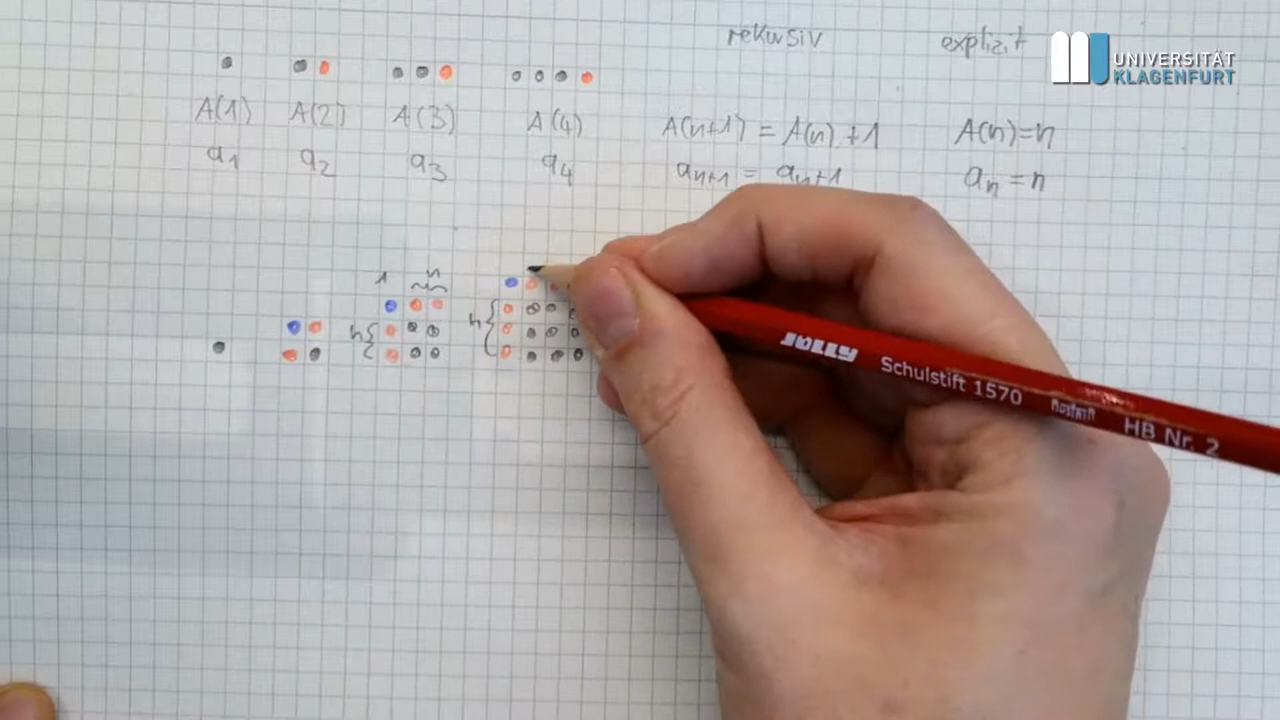 rekursiv explizit
UNIVERSITÄT
KLAGENFURT
A(1) A(2) A(3) A(4) A(n+1) = A(n) +1 A(n)=n
a₁ a₂ a₃ a₄ aₙ₊₁ = aₙ+1 aₙ = n
1 n
n n
JOLLY Schulstift 1570 HB Nr. 2